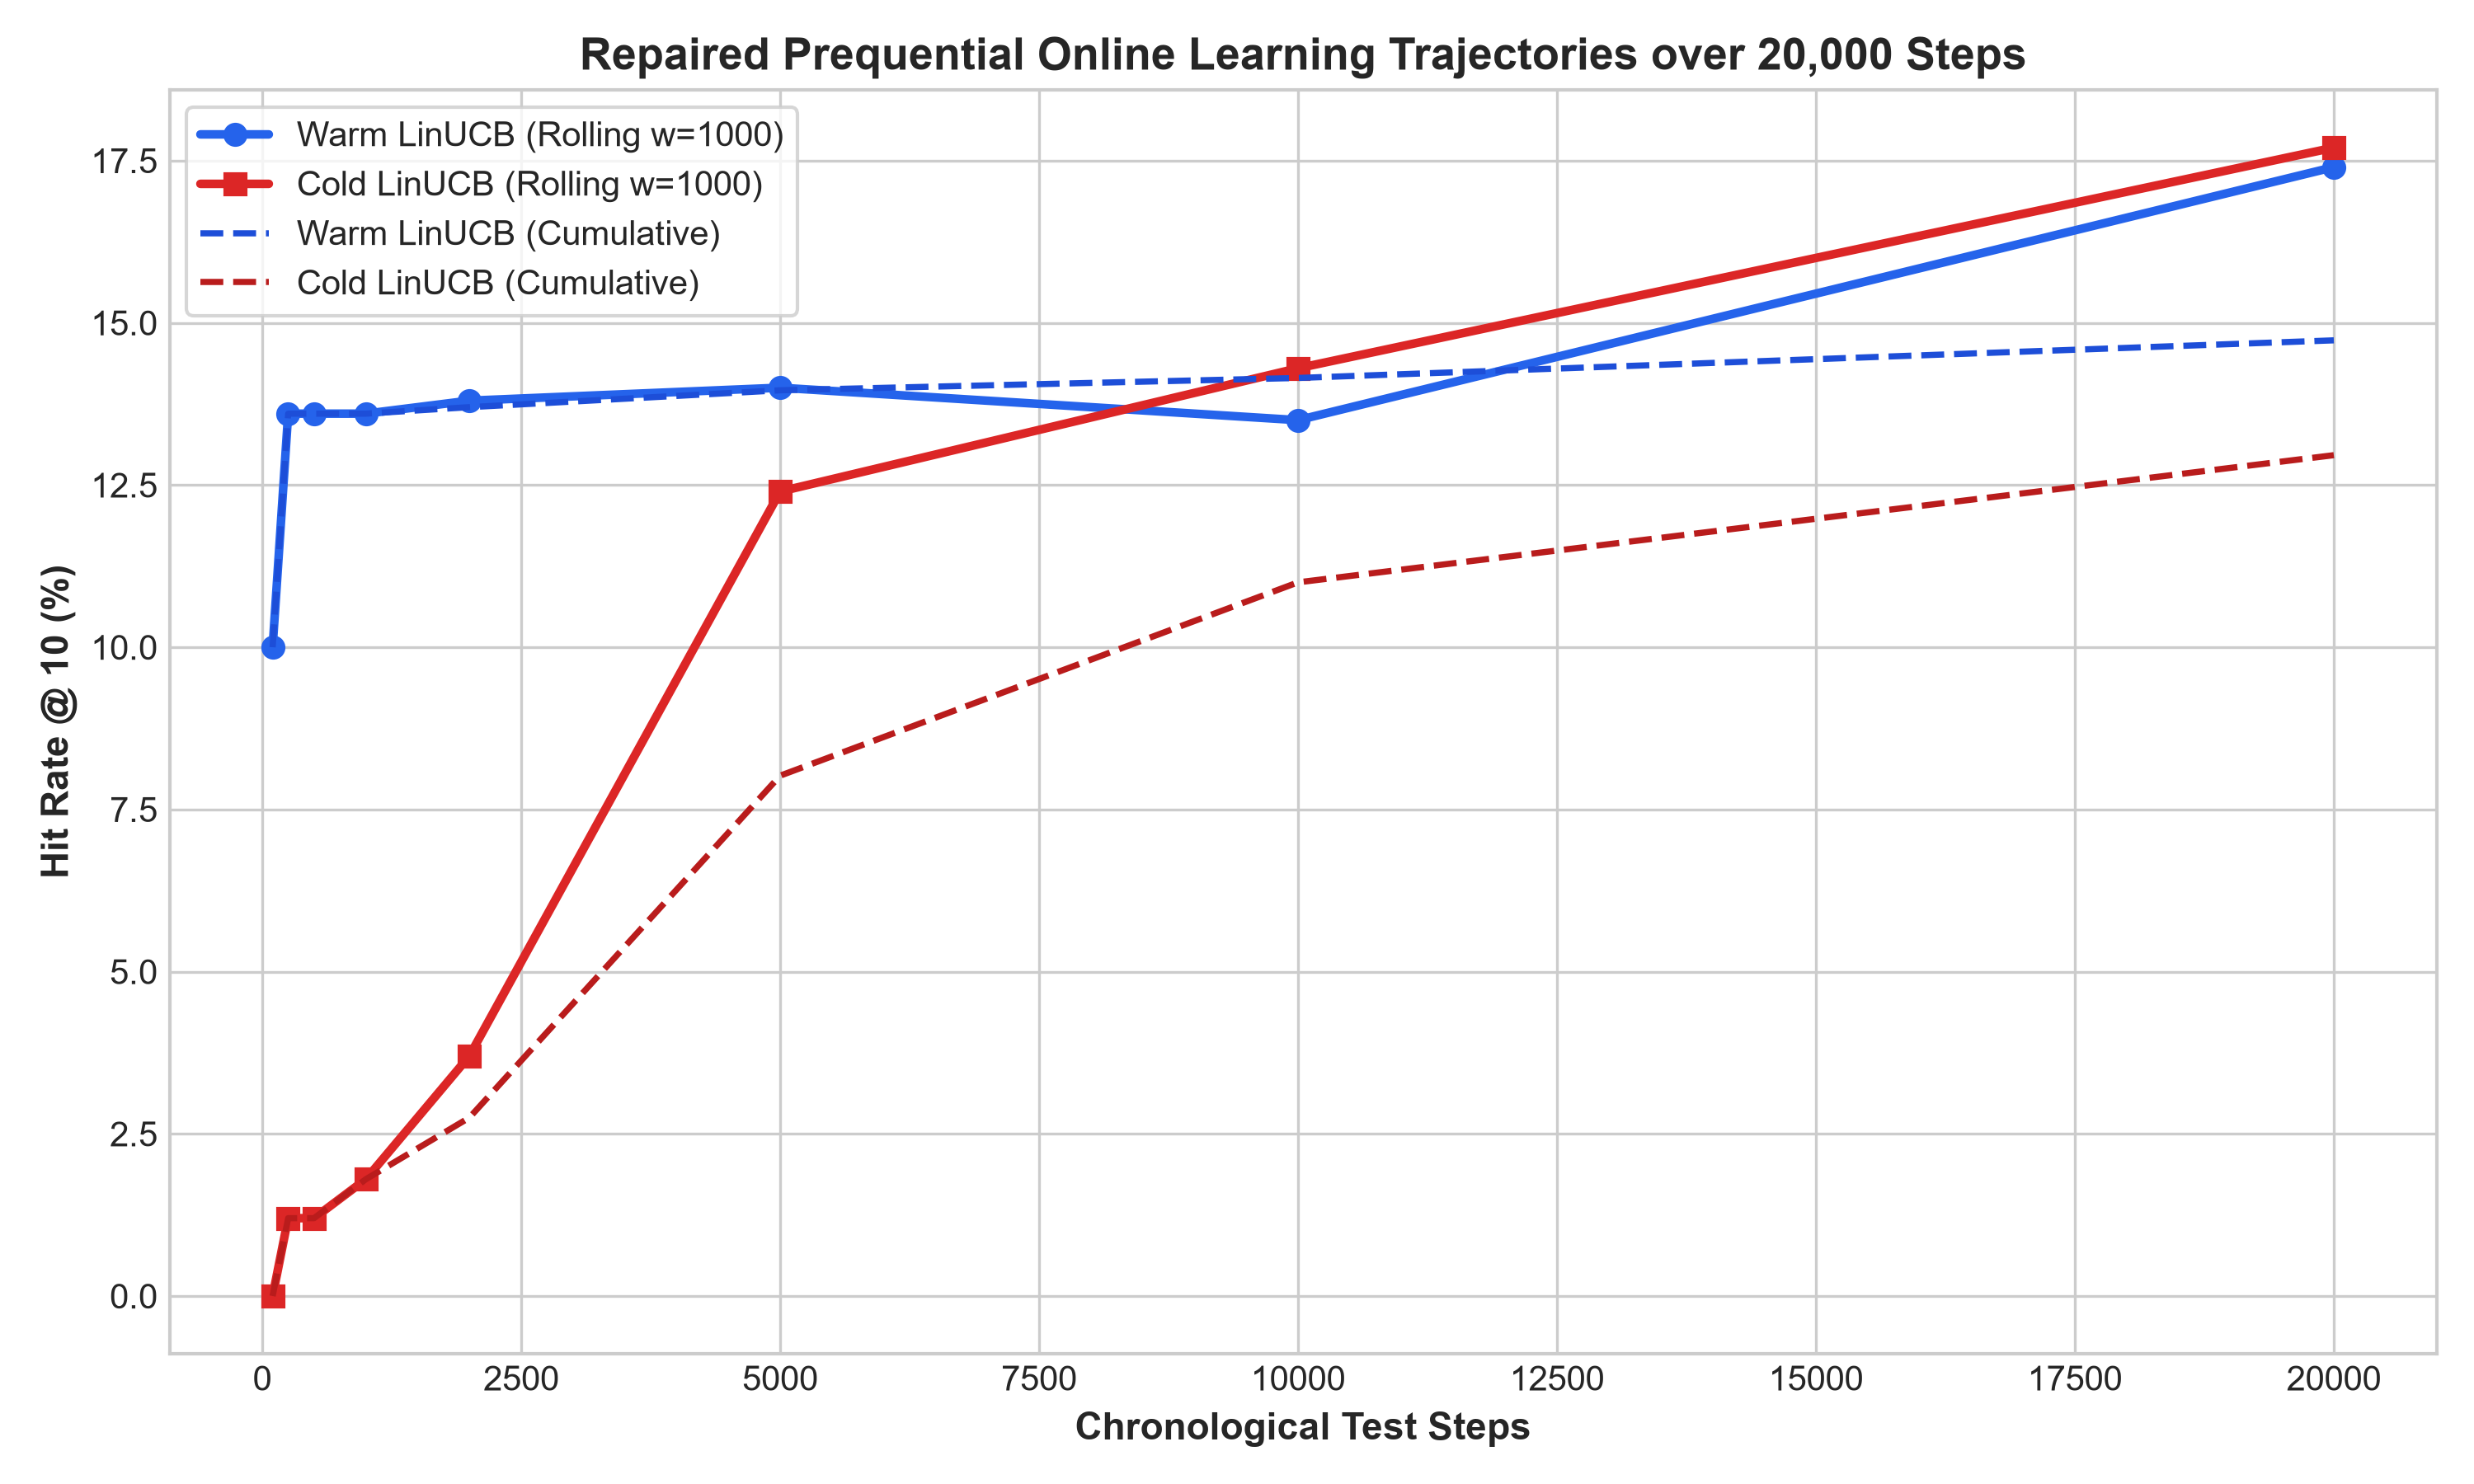 Repaired Prequential Online Learning Trajectories over 20,000 Steps
Warm LinUCB (Rolling w=1000)
Cold LinUCB (Rolling w=1000)
Warm LinUCB (Cumulative)
Cold LinUCB (Cumulative)
Hit Rate @ 10 (%)
17.5
15.0
12.5
10.0
7.5
5.0
2.5
0.0
0 2500 5000 7500 10000 12500 15000 17500 20000
Chronological Test Steps